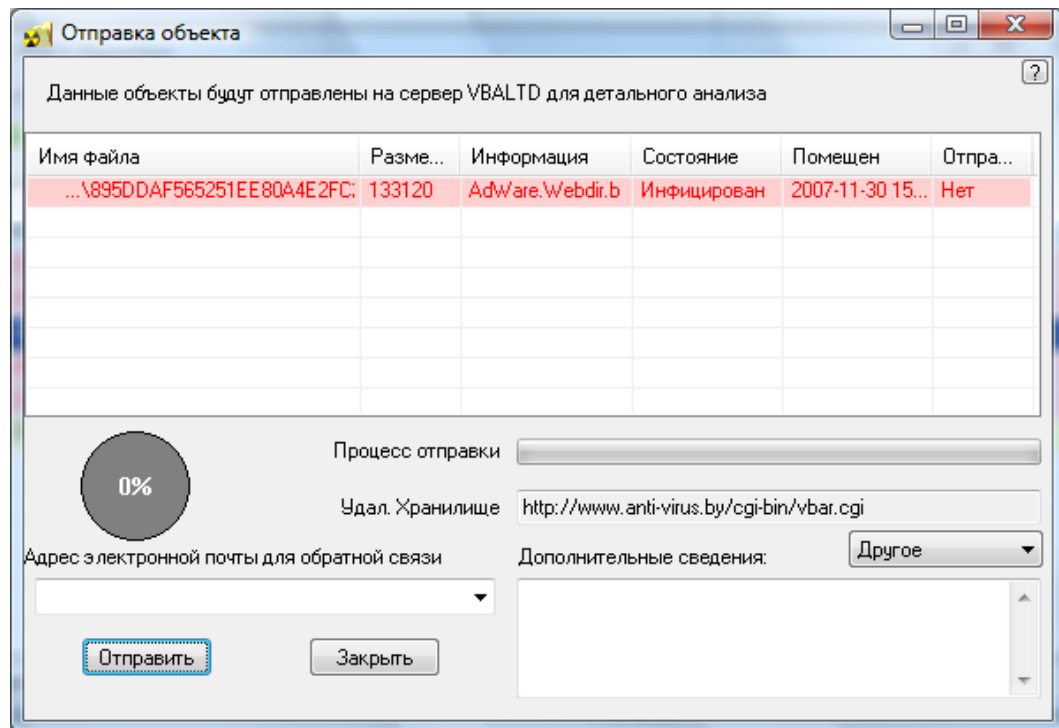 Отправка объекта
?
Данные объекты будут отправлены на сервер VBALTD для детального анализа
Имя файла Разме... Информация Состояние Помещен Отпра...
...\895DDAF565251EE80A4E2FC: 133120 AdWare.Webdir.b Инфицирован 2007-11-30 15... Нет
0%
Процесс отправки
Удал. Хранилище http://www.anti-virus.by/cgi-bin/vbar.cgi
Адрес электронной почты для обратной связи Дополнительные сведения: Другое
Отправить Закрыть